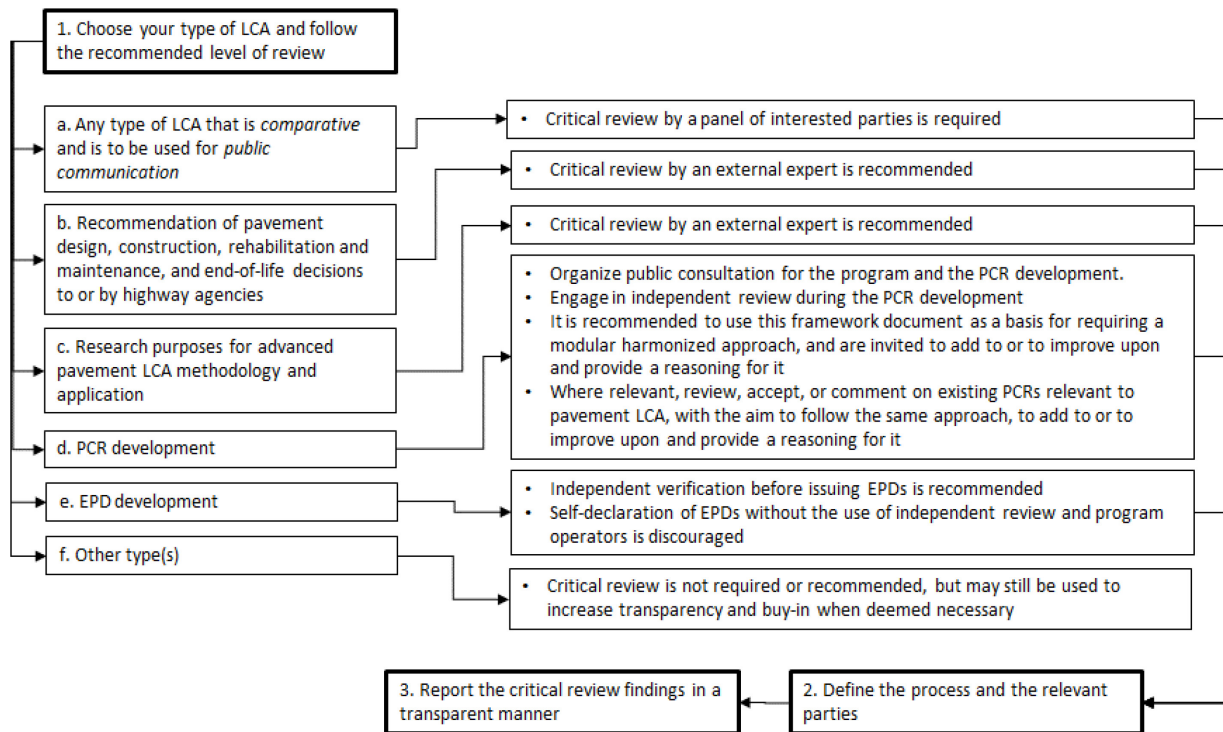 1. Choose your type of LCA and follow
the recommended level of review
a. Any type of LCA that is comparative
and is to be used for public
communication
• Critical review by a panel of interested parties is required
b. Recommendation of pavement
design, construction, rehabilitation and
maintenance, and end-of-life decisions
to or by highway agencies
• Critical review by an external expert is recommended
c. Research purposes for advanced
pavement LCA methodology and
application
• Critical review by an external expert is recommended
d. PCR development
• Organize public consultation for the program and the PCR development.
• Engage in independent review during the PCR development
• It is recommended to use this framework document as a basis for requiring a
modular harmonized approach, and are invited to add to or to improve upon
and provide a reasoning for it
• Where relevant, review, accept, or comment on existing PCRs relevant to
pavement LCA, with the aim to follow the same approach, to add to or to
improve upon and provide a reasoning for it
e. EPD development
• Independent verification before issuing EPDs is recommended
• Self-declaration of EPDs without the use of independent review and program
operators is discouraged
f. Other type(s)
• Critical review is not required or recommended, but may still be used to
increase transparency and buy-in when deemed necessary
2. Define the process and the relevant
parties
3. Report the critical review findings in a
transparent manner